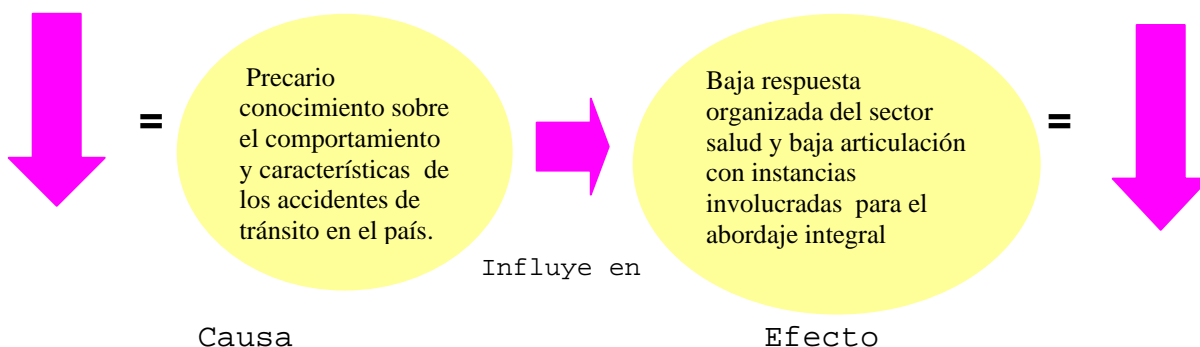 =
Precario
conocimiento sobre
el comportamiento
y características de
los accidentes de
tránsito en el país.
Influye en
Baja respuesta
organizada del sector
salud y baja articulación
con instancias
involucradas para el
abordaje integral
=
Causa
Efecto